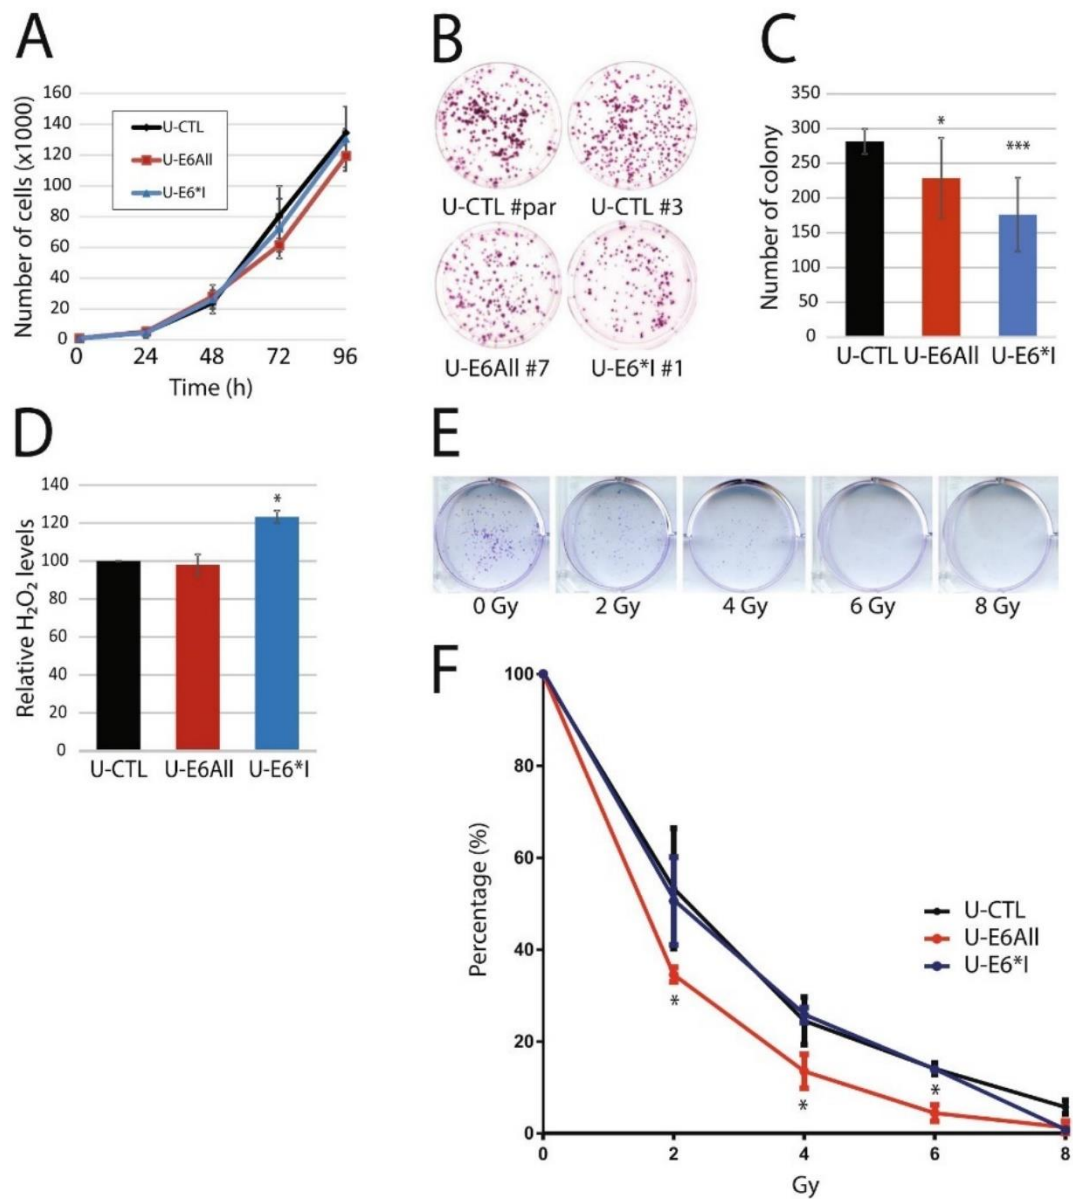 A
Number of cells (x1000)
160
140
120
100
80
60
40
20
0
U-CTL
U-E6All
U-E6*I
0 24 48 72 96
Time (h)
B
U-CTL #par U-CTL #3
U-E6All #7 U-E6*I #1
C
Number of colony
350
300
250
200
150
100
50
0
*
***
U-CTL U-E6All U-E6*I
D
Relative H₂O₂ levels
140
120
100
80
60
40
20
0
*
U-CTL U-E6All U-E6*I
E
0 Gy 2 Gy 4 Gy 6 Gy 8 Gy
F
Percentage (%)
100
80
60
40
20
0
U-CTL
U-E6All
U-E6*I
*
*
*
0 2 4 6 8
Gy